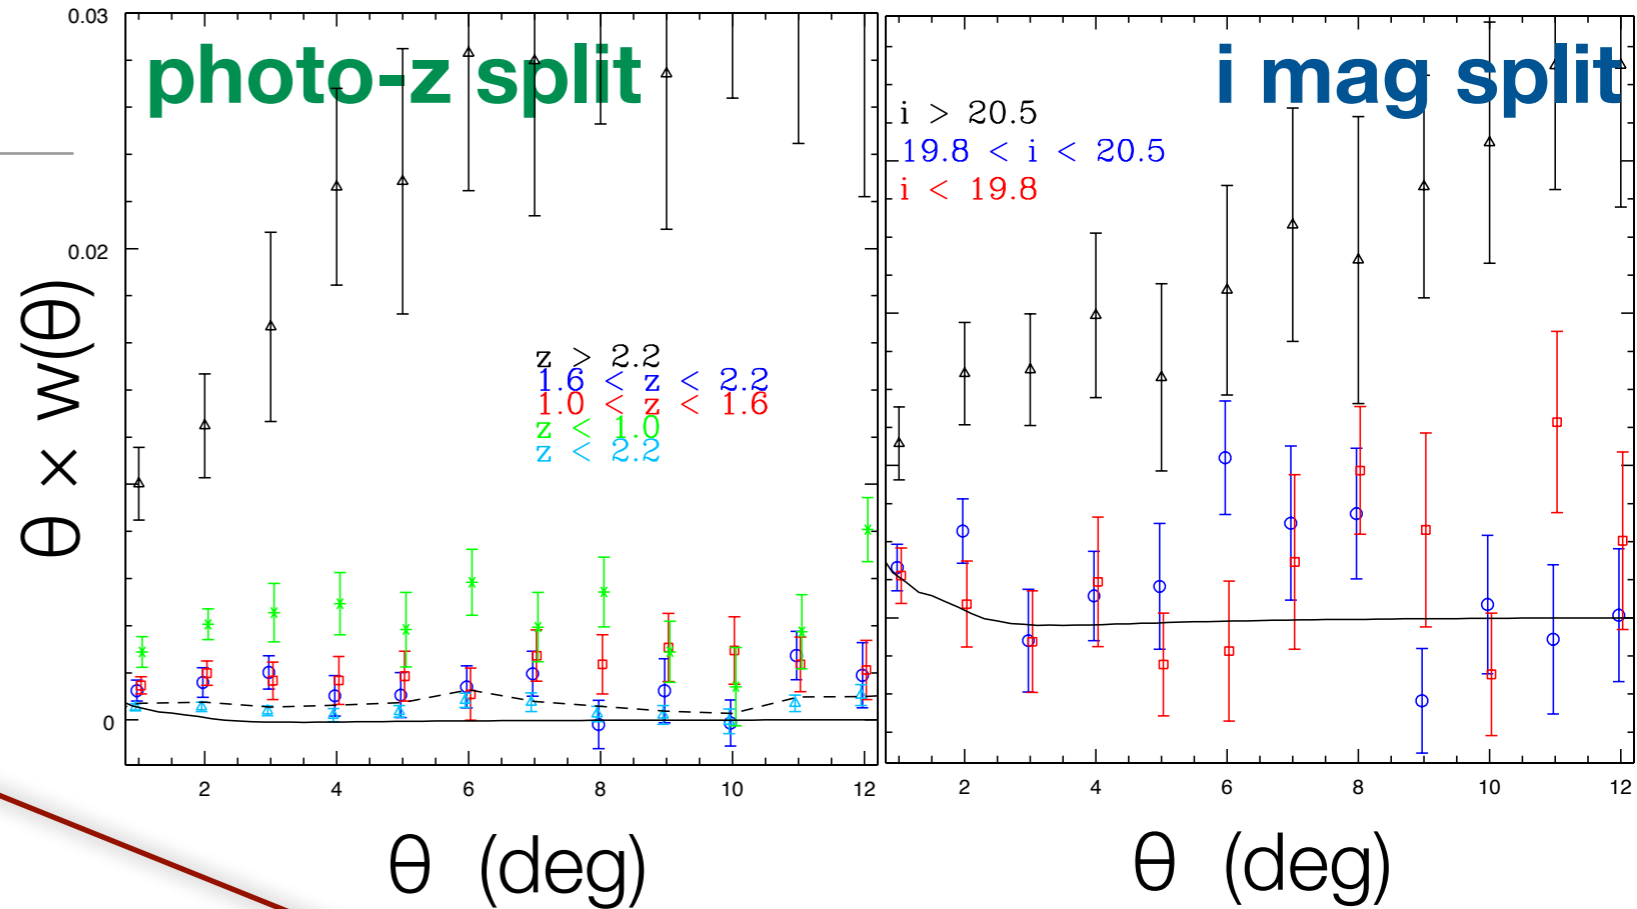 photo-z split
i mag split
0.03
0.02
0
θ × w(θ)
z > 2.2
1.6 < z < 2.2
1.0 < z < 1.6
z < 1.0
z < 2.2
i > 20.5
19.8 < i < 20.5
i < 19.8
2 4 6 8 10 12
2 4 6 8 10 12
θ (deg)
θ (deg)